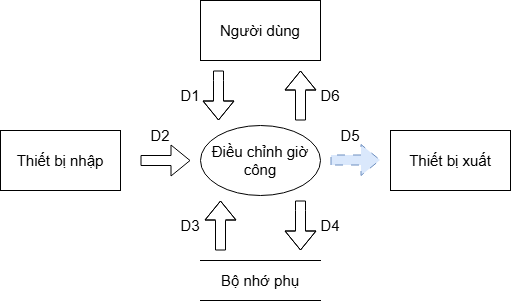 Người dùng
D1
D6
D2
D5
Thiết bị nhập
Điều chỉnh giờ
công
Thiết bị xuất
D3
D4
Bộ nhớ phụ